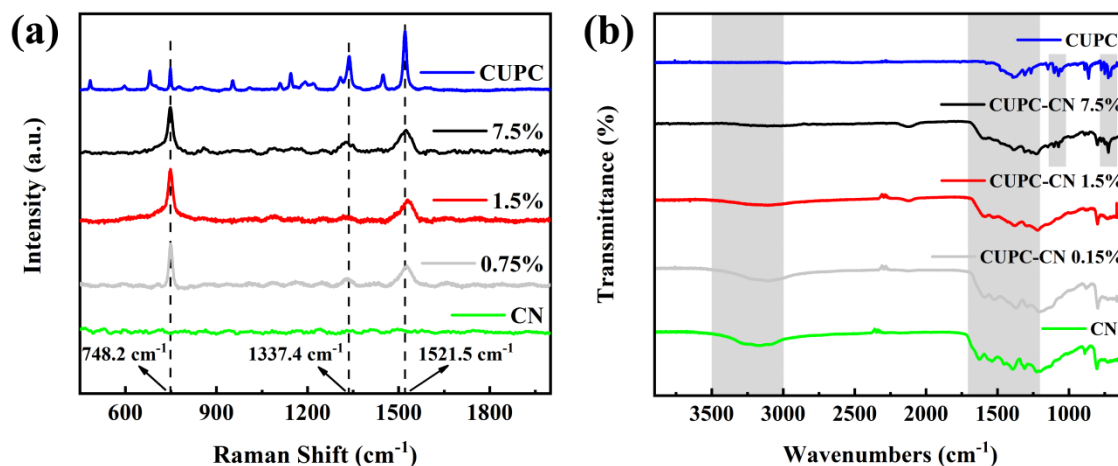 (a)
CUPC
7.5%
1.5%
0.75%
CN
748.2 cm⁻¹
1337.4 cm⁻¹
1521.5 cm⁻¹
600 900 1200 1500 1800
Raman Shift (cm⁻¹)
Intensity (a.u.)
(b)
CUPC
CUPC-CN 7.5%
CUPC-CN 1.5%
CUPC-CN 0.15%
CN
3500 3000 2500 2000 1500 1000
Wavenumbers (cm⁻¹)
Transmittance (%)